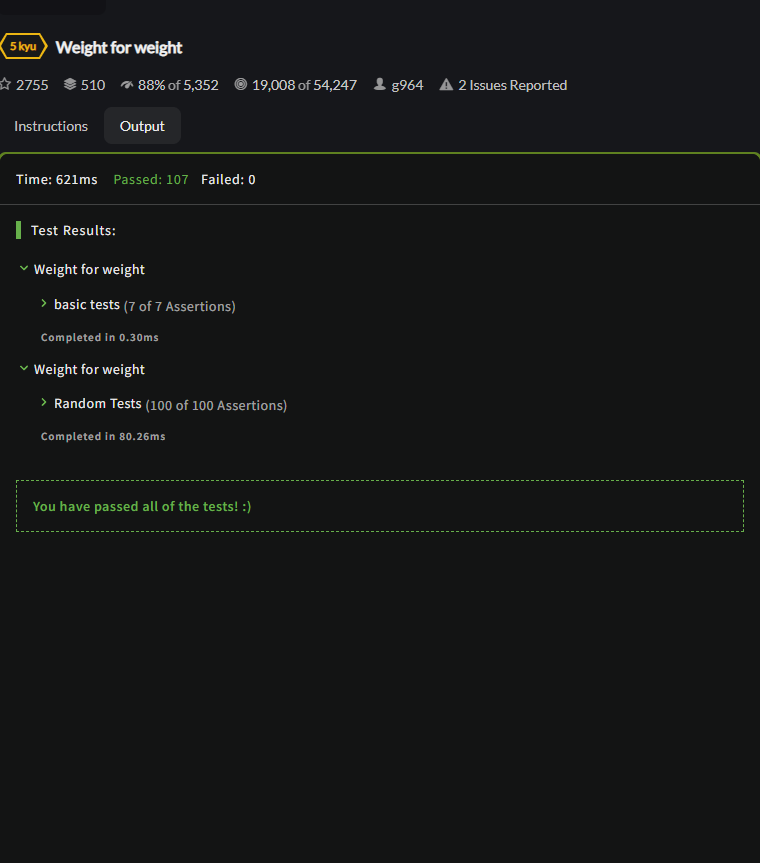 5 kyu Weight for weight
2755 510 88% of 5,352 19,008 of 54,247 g964 2 Issues Reported
Instructions Output
Time: 621ms Passed: 107 Failed: 0
Test Results:
Weight for weight
basic tests (7 of 7 Assertions)
Completed in 0.30ms
Weight for weight
Random Tests (100 of 100 Assertions)
Completed in 80.26ms
You have passed all of the tests! :)